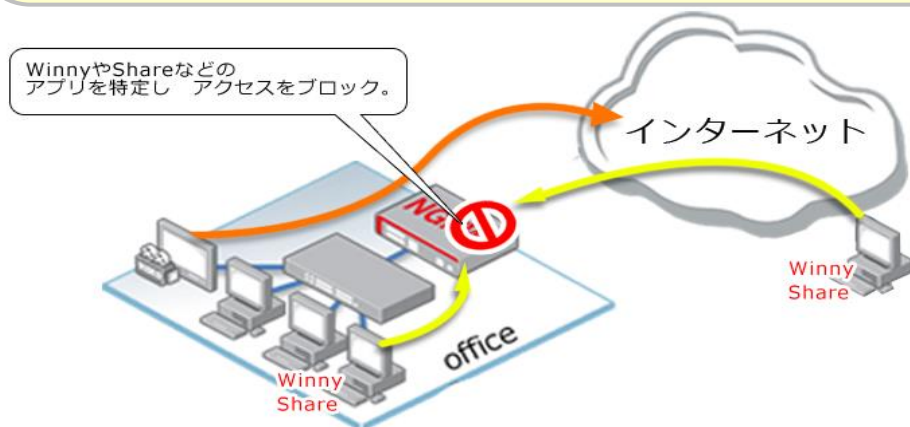 WinnyやShareなどの
アプリを特定し　アクセスをブロック。
インターネット
Winny
Share
office
Winny
Share